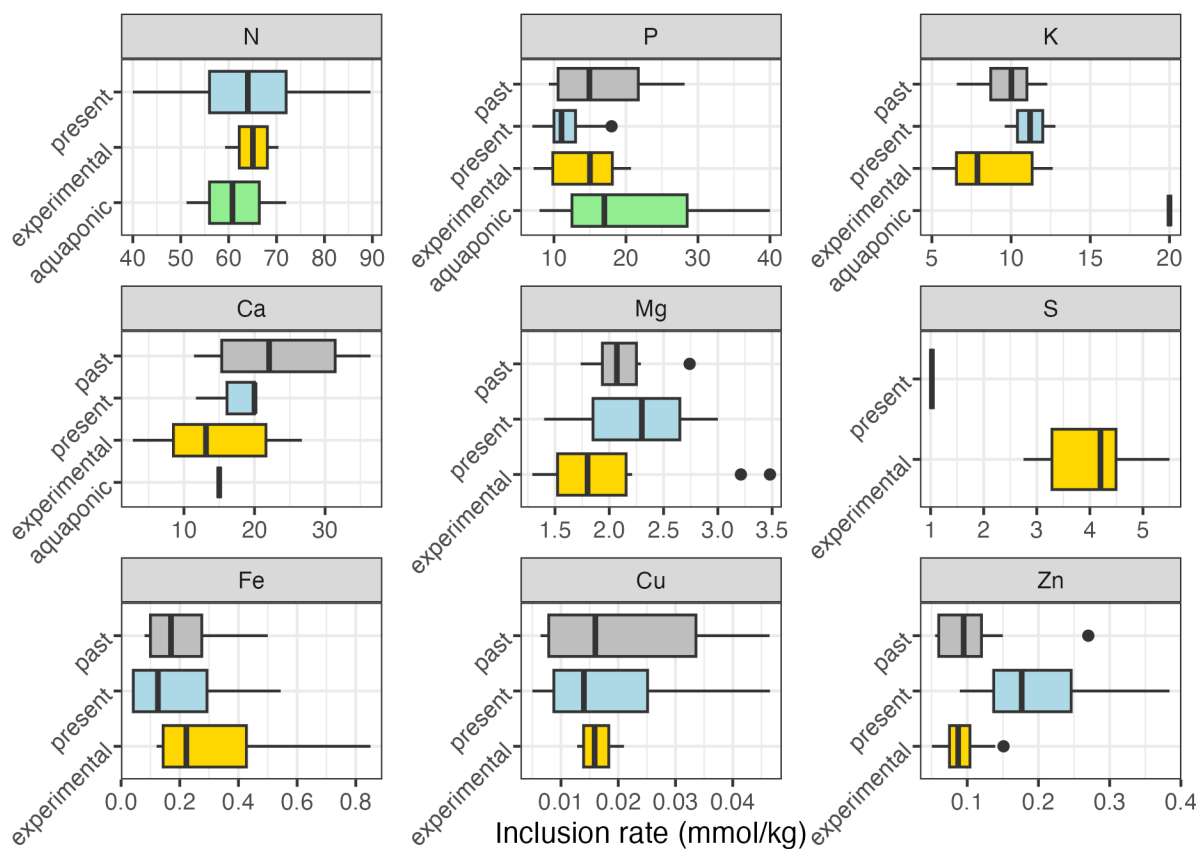 N
P
K
present
experimental
aquaponic
40 50 60 70 80 90
past
present
experimental
aquaponic
10 20 30 40
past
present
experimental
aquaponic
5 10 15 20
Ca
Mg
S
past
present
experimental
aquaponic
10 20 30
past
present
experimental
1.5 2.0 2.5 3.0 3.5
present
experimental
1 2 3 4 5
Fe
Cu
Zn
past
present
experimental
0.0 0.2 0.4 0.6 0.8
past
present
experimental
0.01 0.02 0.03 0.04
past
present
experimental
0.1 0.2 0.3 0.4
Inclusion rate (mmol/kg)